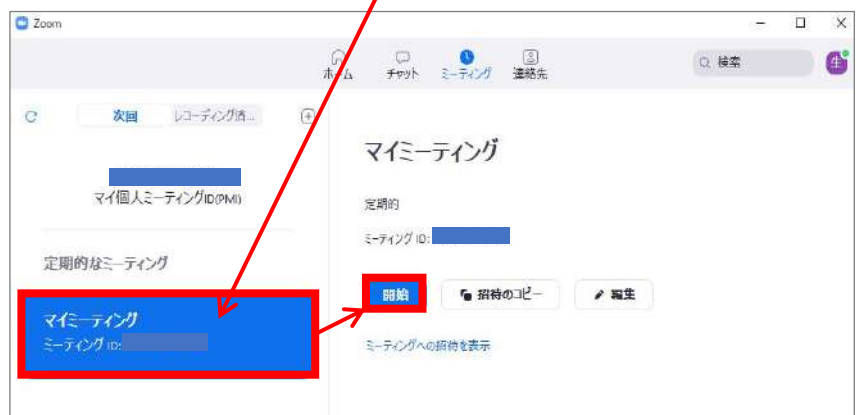 Zoom
ホーム チャット ミーティング 連絡先
検索
生
次回 レコーディング済...
マイミーティング
マイ個人ミーティングID(PMI)
定期的
ミーティング ID:
定期的なミーティング
開始 招待のコピー 編集
マイミーティング
ミーティング ID:
ミーティングへの招待を表示